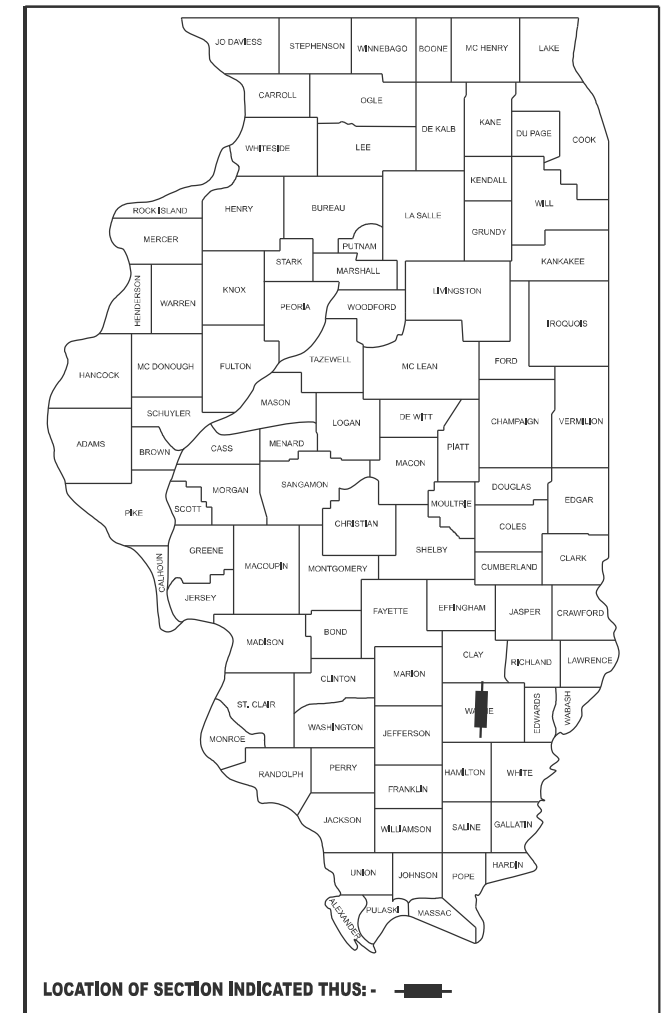 JO DAVIESS
STEPHENSON
WINNEBAGO
BOONE
MC HENRY
LAKE
CARROLL
OGLE
DE KALB
KANE
DU PAGE
COOK
WHITESIDE
LEE
KENDALL
ROCK ISLAND
HENRY
BUREAU
LA SALLE
GRUNDY
WILL
MERCER
PUTNAM
STARK
MARSHALL
KANKAKEE
HENDERSON
WARREN
KNOX
PEORIA
WOODFORD
LIVINGSTON
IROQUOIS
HANCOCK
MC DONOUGH
FULTON
TAZEWELL
MC LEAN
FORD
MASON
SCHUYLER
LOGAN
DE WITT
CHAMPAIGN
VERMILION
ADAMS
BROWN
CASS
MENARD
PIATT
MACON
PIKE
SCOTT
MORGAN
SANGAMON
MOULTRIE
DOUGLAS
EDGAR
CHRISTIAN
COLES
CALHOUN
GREENE
MACOUPIN
MONTGOMERY
SHELBY
CUMBERLAND
CLARK
JERSEY
FAYETTE
EFFINGHAM
JASPER
CRAWFORD
MADISON
BOND
CLAY
RICHLAND
LAWRENCE
CLINTON
MARION
ST. CLAIR
EDWARDS
WABASH
MONROE
WASHINGTON
JEFFERSON
RANDOLPH
PERRY
HAMILTON
WHITE
FRANKLIN
JACKSON
WILLIAMSON
SALINE
GALLATIN
UNION
JOHNSON
POPE
HARDIN
ALEXANDER
PULASKI
MASSAC
LOCATION OF SECTION INDICATED THUS: -